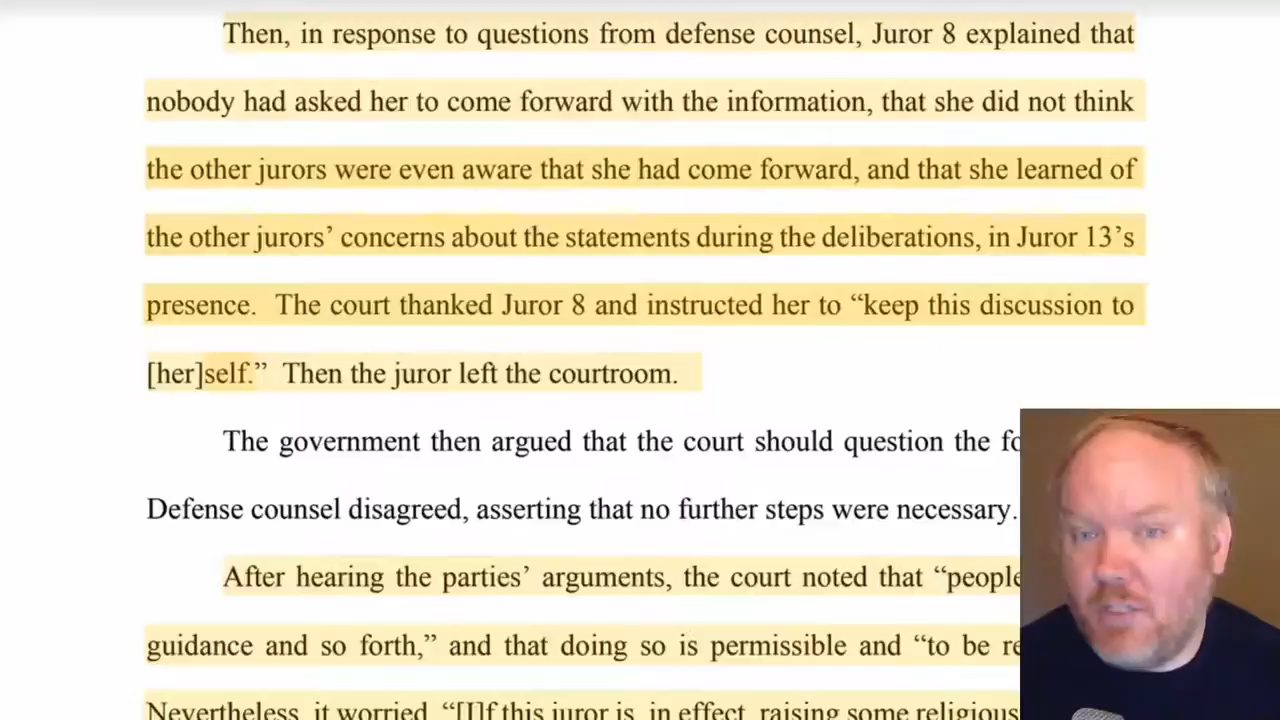 Then, in response to questions from defense counsel, Juror 8 explained that
nobody had asked her to come forward with the information, that she did not think
the other jurors were even aware that she had come forward, and that she learned of
the other jurors’ concerns about the statements during the deliberations, in Juror 13’s
presence. The court thanked Juror 8 and instructed her to “keep this discussion to
[her]self.” Then the juror left the courtroom.
The government then argued that the court should question the
Defense counsel disagreed, asserting that no further steps were necessary.
After hearing the parties’ arguments, the court noted that “people
guidance and so forth,” and that doing so is permissible and “to be
Nevertheless, it worried, “[I]f this juror is, in effect, raising some religious